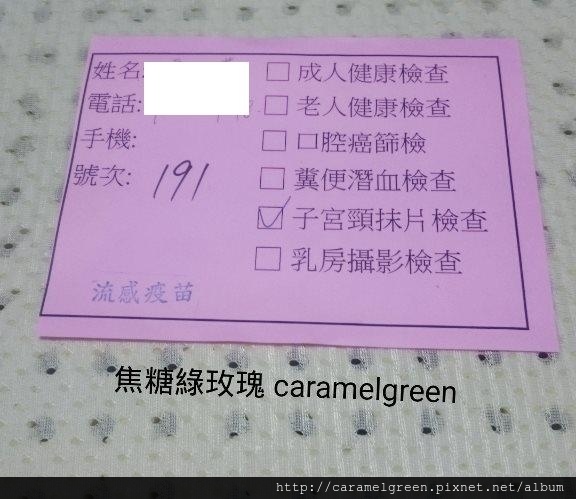 姓名:
電話:
手機:
號次: 191
□ 成人健康檢查
□ 老人健康檢查
□ 口腔癌篩檢
□ 糞便潛血檢查
☑ 子宮頸抹片檢查
□ 乳房攝影檢查
流感疫苗
焦糖綠玫瑰 caramelgreen
http://caramelgreen.pixnet.net/album